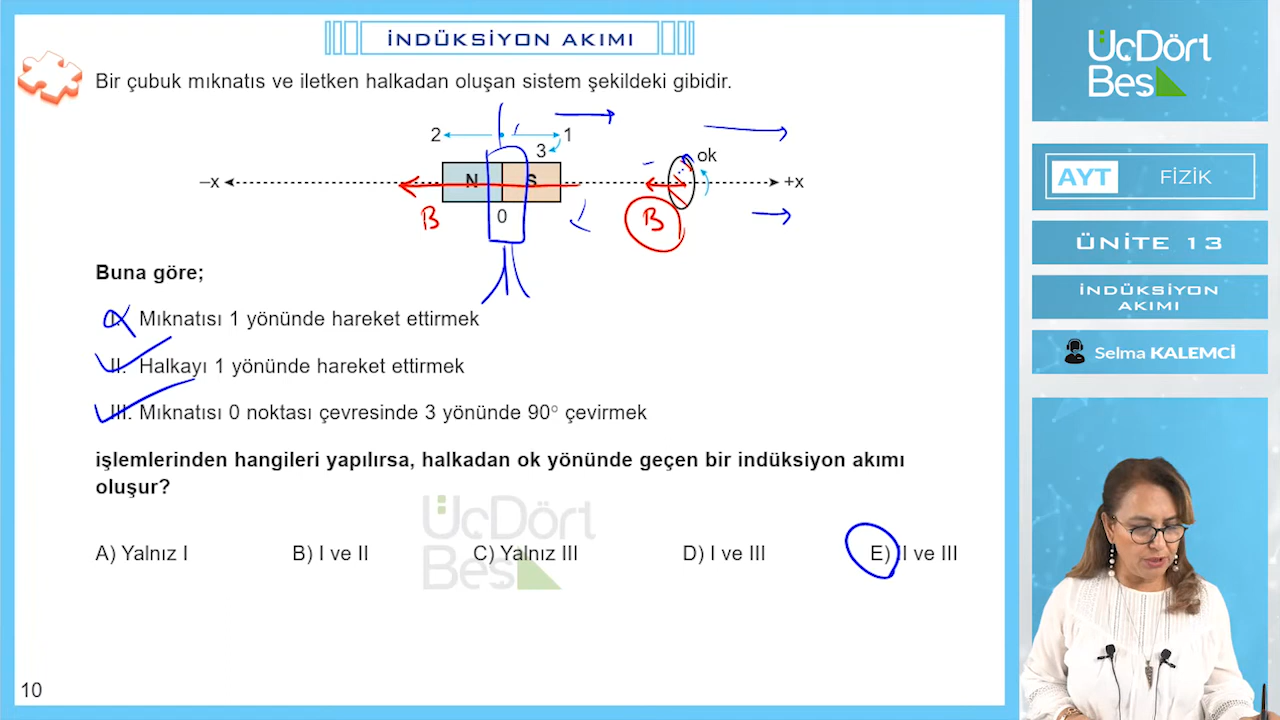 İNDÜKSİYON AKIMI
Bir çubuk mıknatıs ve iletken halkadan oluşan sistem şekildeki gibidir.
2
1
3
ok
–x
N
S
+x
B
0
B
Buna göre;
I. Mıknatısı 1 yönünde hareket ettirmek
II. Halkayı 1 yönünde hareket ettirmek
III. Mıknatısı 0 noktası çevresinde 3 yönünde 90° çevirmek
işlemlerinden hangileri yapılırsa, halkadan ok yönünde geçen bir indüksiyon akımı
oluşur?
A) Yalnız I
B) I ve II
C) Yalnız III
D) I ve III
E) II ve III
ÜçDört
Beş
10
ÜçDört
Beş
AYT FİZİK
ÜNİTE 13
İNDÜKSİYON
AKIMI
Selma KALEMCİ